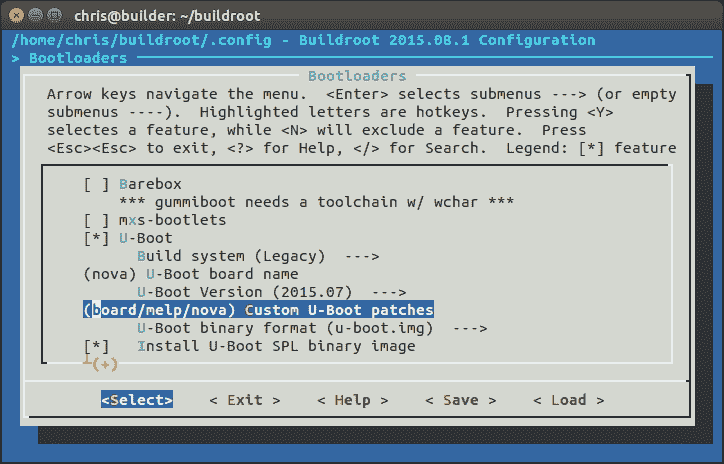 chris@builder: ~/buildroot
/home/chris/buildroot/.config - Buildroot 2015.08.1 Configuration
> Bootloaders
Bootloaders
Arrow keys navigate the menu.  <Enter> selects submenus ---> (or empty
submenus ----).  Highlighted letters are hotkeys.  Pressing <Y>
selectes a feature, while <N> will exclude a feature.  Press
<Esc><Esc> to exit, <?> for Help, </> for Search.  Legend: [*] feature
[ ] Barebox
*** gummiboot needs a toolchain w/ wchar ***
[ ] mxs-bootlets
[*] U-Boot
Build system (Legacy)  --->
(nova) U-Boot board name
U-Boot Version (2015.07)  --->
(board/melp/nova) Custom U-Boot patches
U-Boot binary format (u-boot.img)  --->
[*]   Install U-Boot SPL binary image
┴(+)
<Select>    < Exit >    < Help >    < Save >    < Load >